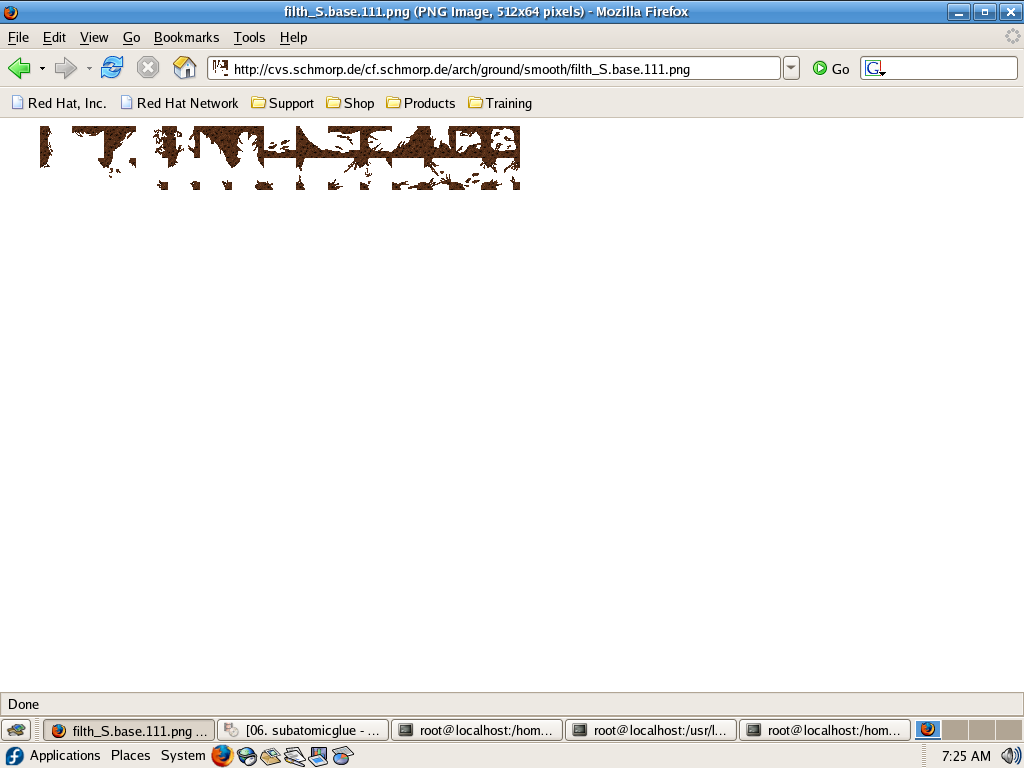 filth_S.base.111.png (PNG Image, 512x64 pixels) - Mozilla Firefox
File Edit View Go Bookmarks Tools Help
http://cvs.schmorp.de/cf.schmorp.de/arch/ground/smooth/filth_S.base.111.png Go G
Red Hat, Inc. Red Hat Network Support Shop Products Training
Done
filth_S.base.111.png ... [06. subatomicglue - ... root@localhost:/hom... root@localhost:/usr/l... root@localhost:/hom...
Applications Places System 7:25 AM